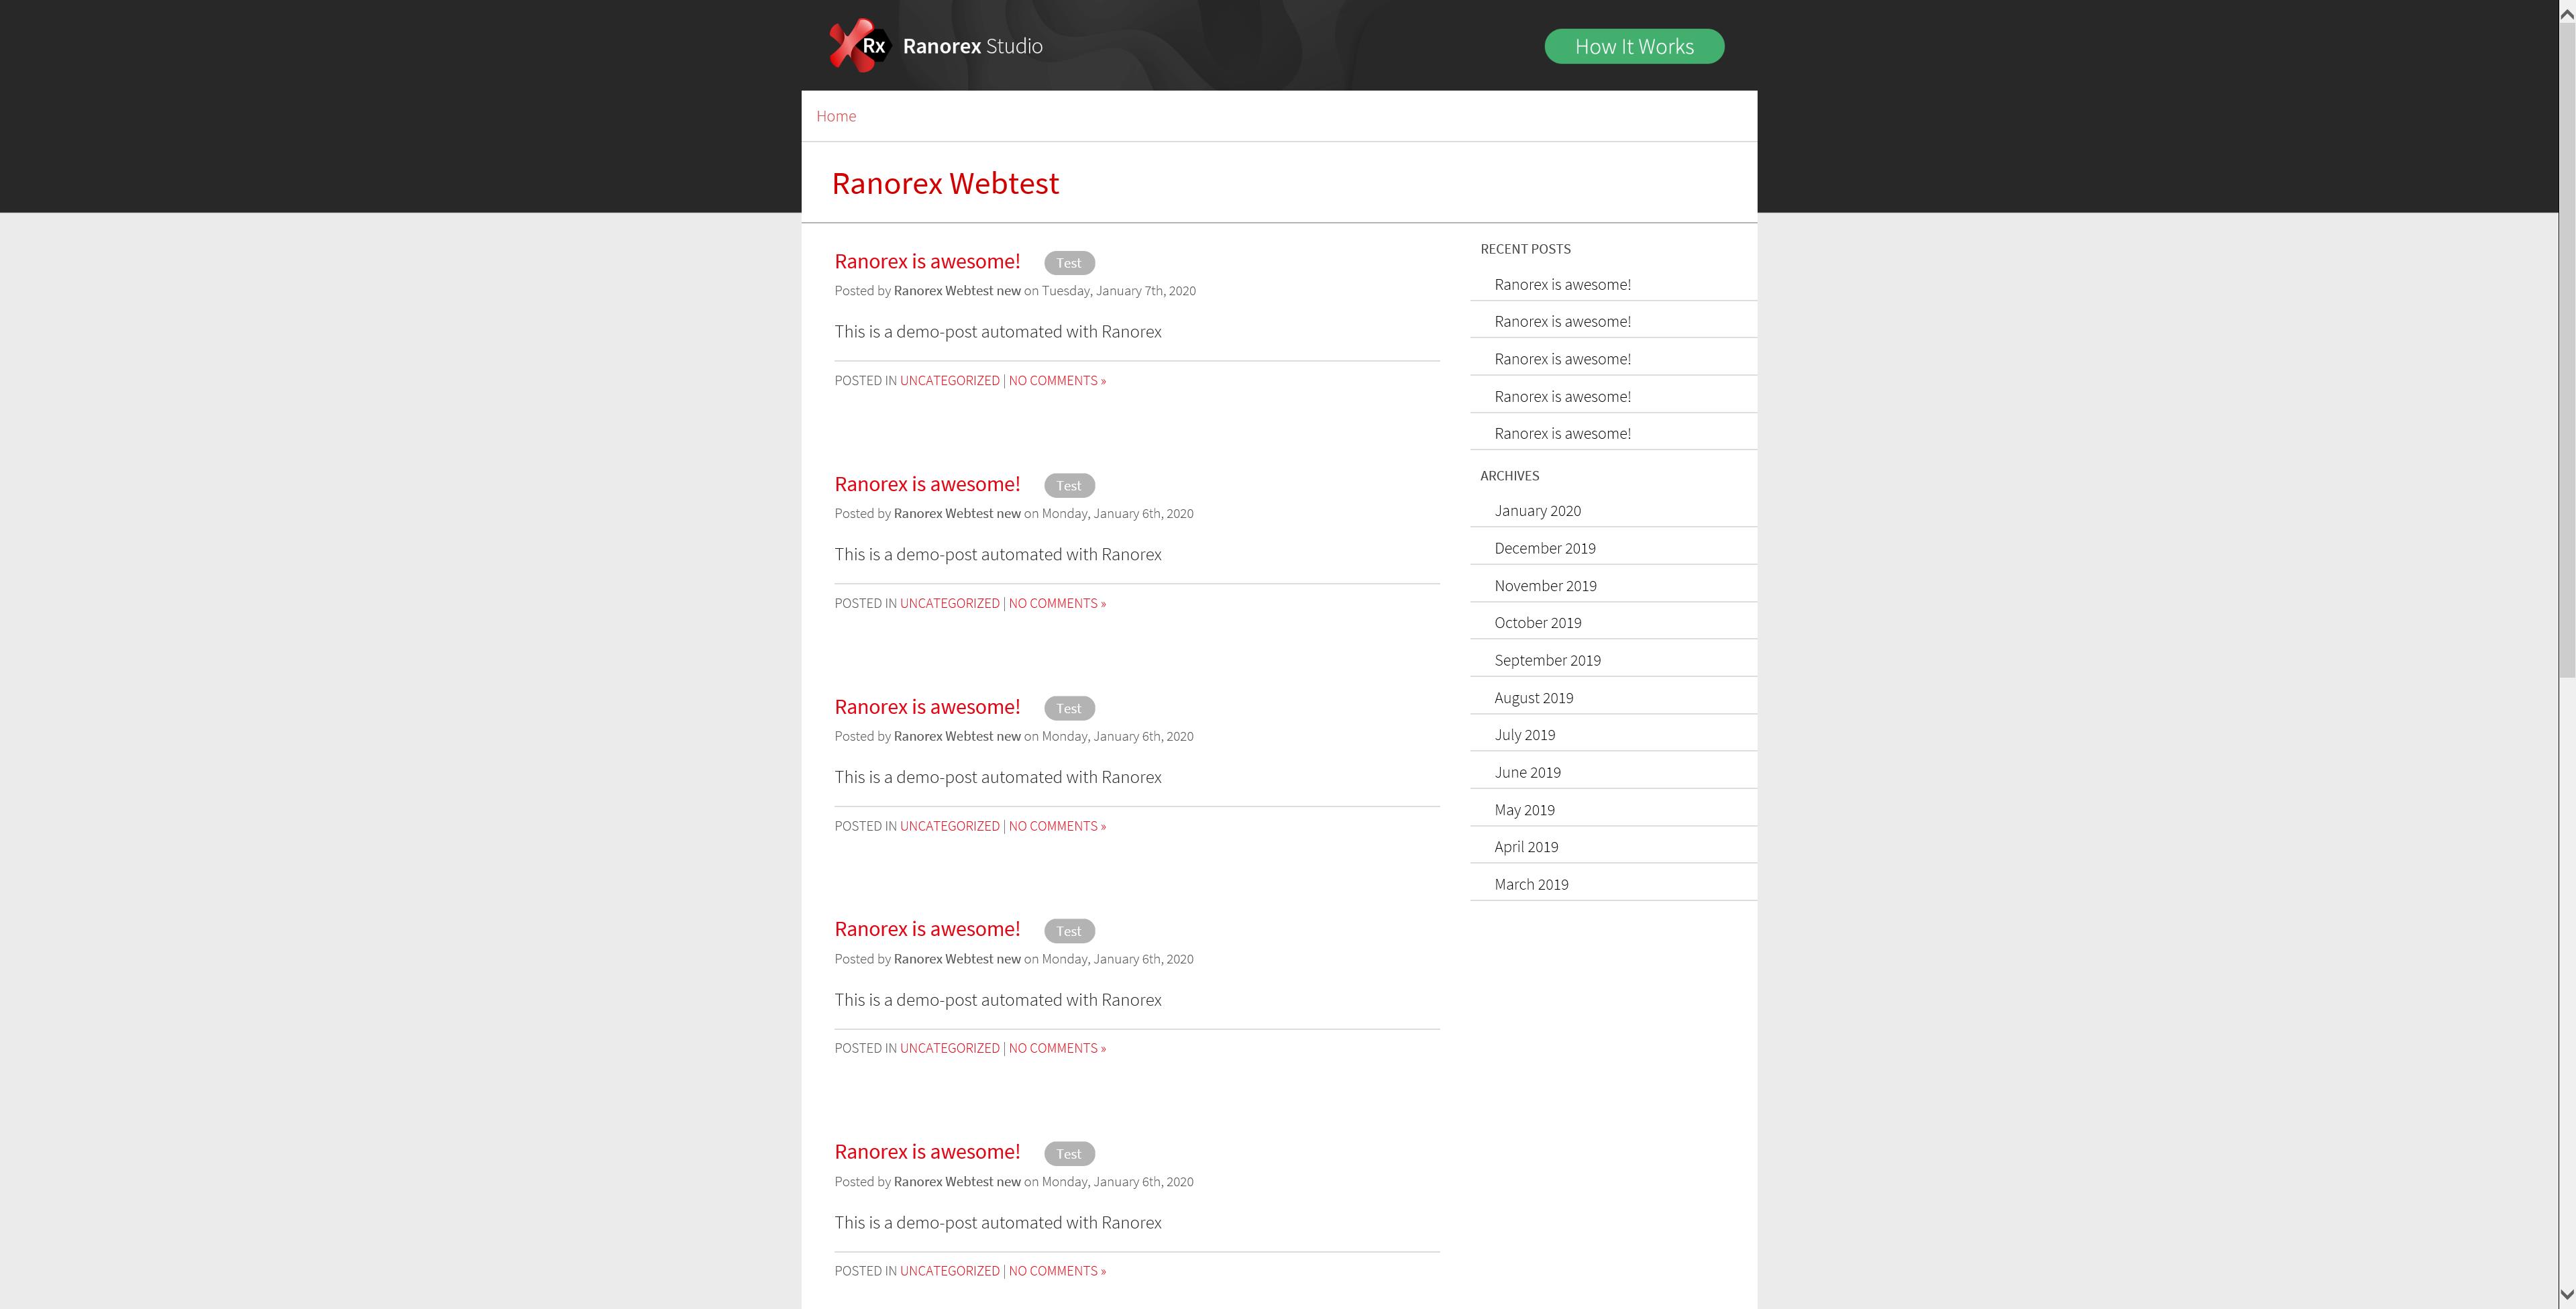 Rx Ranorex Studio
How It Works
Home
Ranorex Webtest
Ranorex is awesome! Test
Posted by Ranorex Webtest new on Tuesday, January 7th, 2020
This is a demo-post automated with Ranorex
POSTED IN UNCATEGORIZED | NO COMMENTS »
Ranorex is awesome! Test
Posted by Ranorex Webtest new on Monday, January 6th, 2020
This is a demo-post automated with Ranorex
POSTED IN UNCATEGORIZED | NO COMMENTS »
Ranorex is awesome! Test
Posted by Ranorex Webtest new on Monday, January 6th, 2020
This is a demo-post automated with Ranorex
POSTED IN UNCATEGORIZED | NO COMMENTS »
Ranorex is awesome! Test
Posted by Ranorex Webtest new on Monday, January 6th, 2020
This is a demo-post automated with Ranorex
POSTED IN UNCATEGORIZED | NO COMMENTS »
Ranorex is awesome! Test
Posted by Ranorex Webtest new on Monday, January 6th, 2020
This is a demo-post automated with Ranorex
POSTED IN UNCATEGORIZED | NO COMMENTS »
RECENT POSTS
Ranorex is awesome!
Ranorex is awesome!
Ranorex is awesome!
Ranorex is awesome!
Ranorex is awesome!
ARCHIVES
January 2020
December 2019
November 2019
October 2019
September 2019
August 2019
July 2019
June 2019
May 2019
April 2019
March 2019